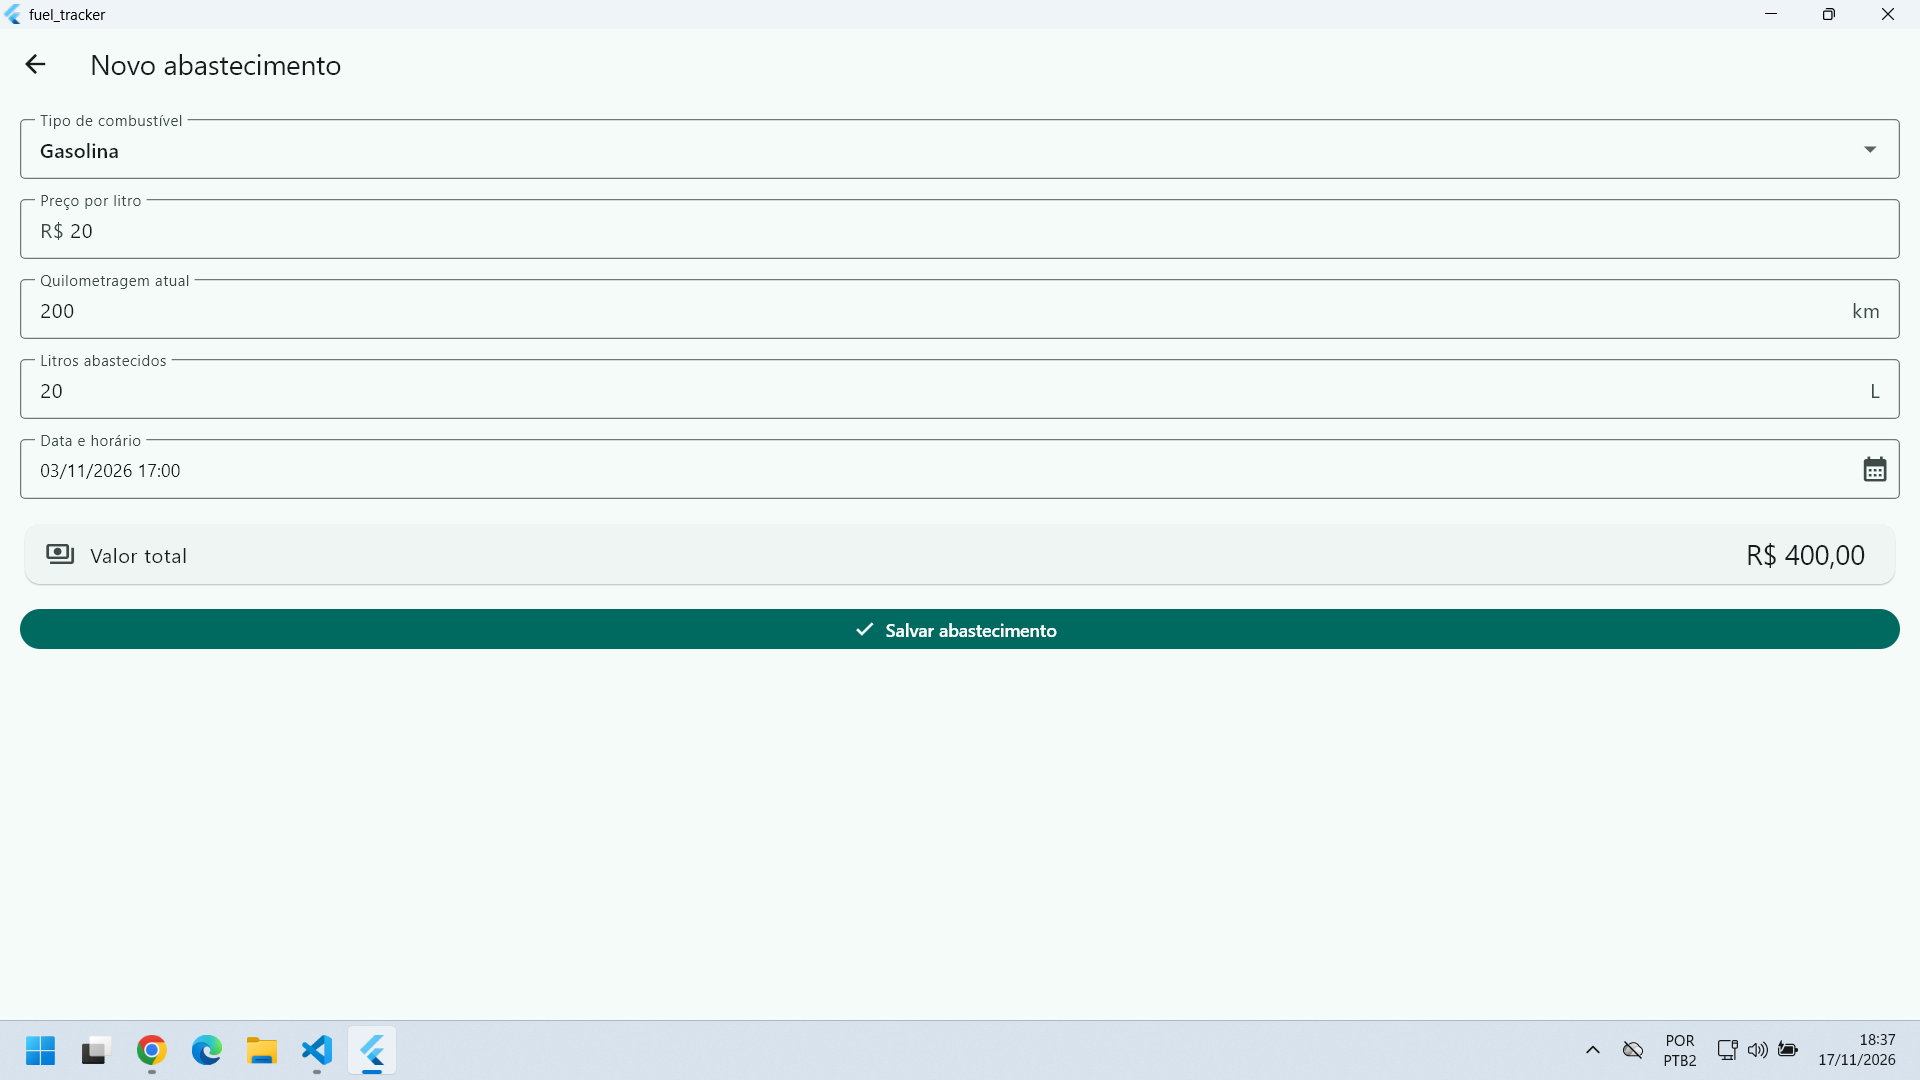 fuel_tracker
Novo abastecimento
Tipo de combustível
Gasolina
Preço por litro
R$ 20
Quilometragem atual
200 km
Litros abastecidos
20 L
Data e horário
03/11/2026 17:00
Valor total R$ 400,00
Salvar abastecimento
POR
PTB2
18:37
17/11/2026